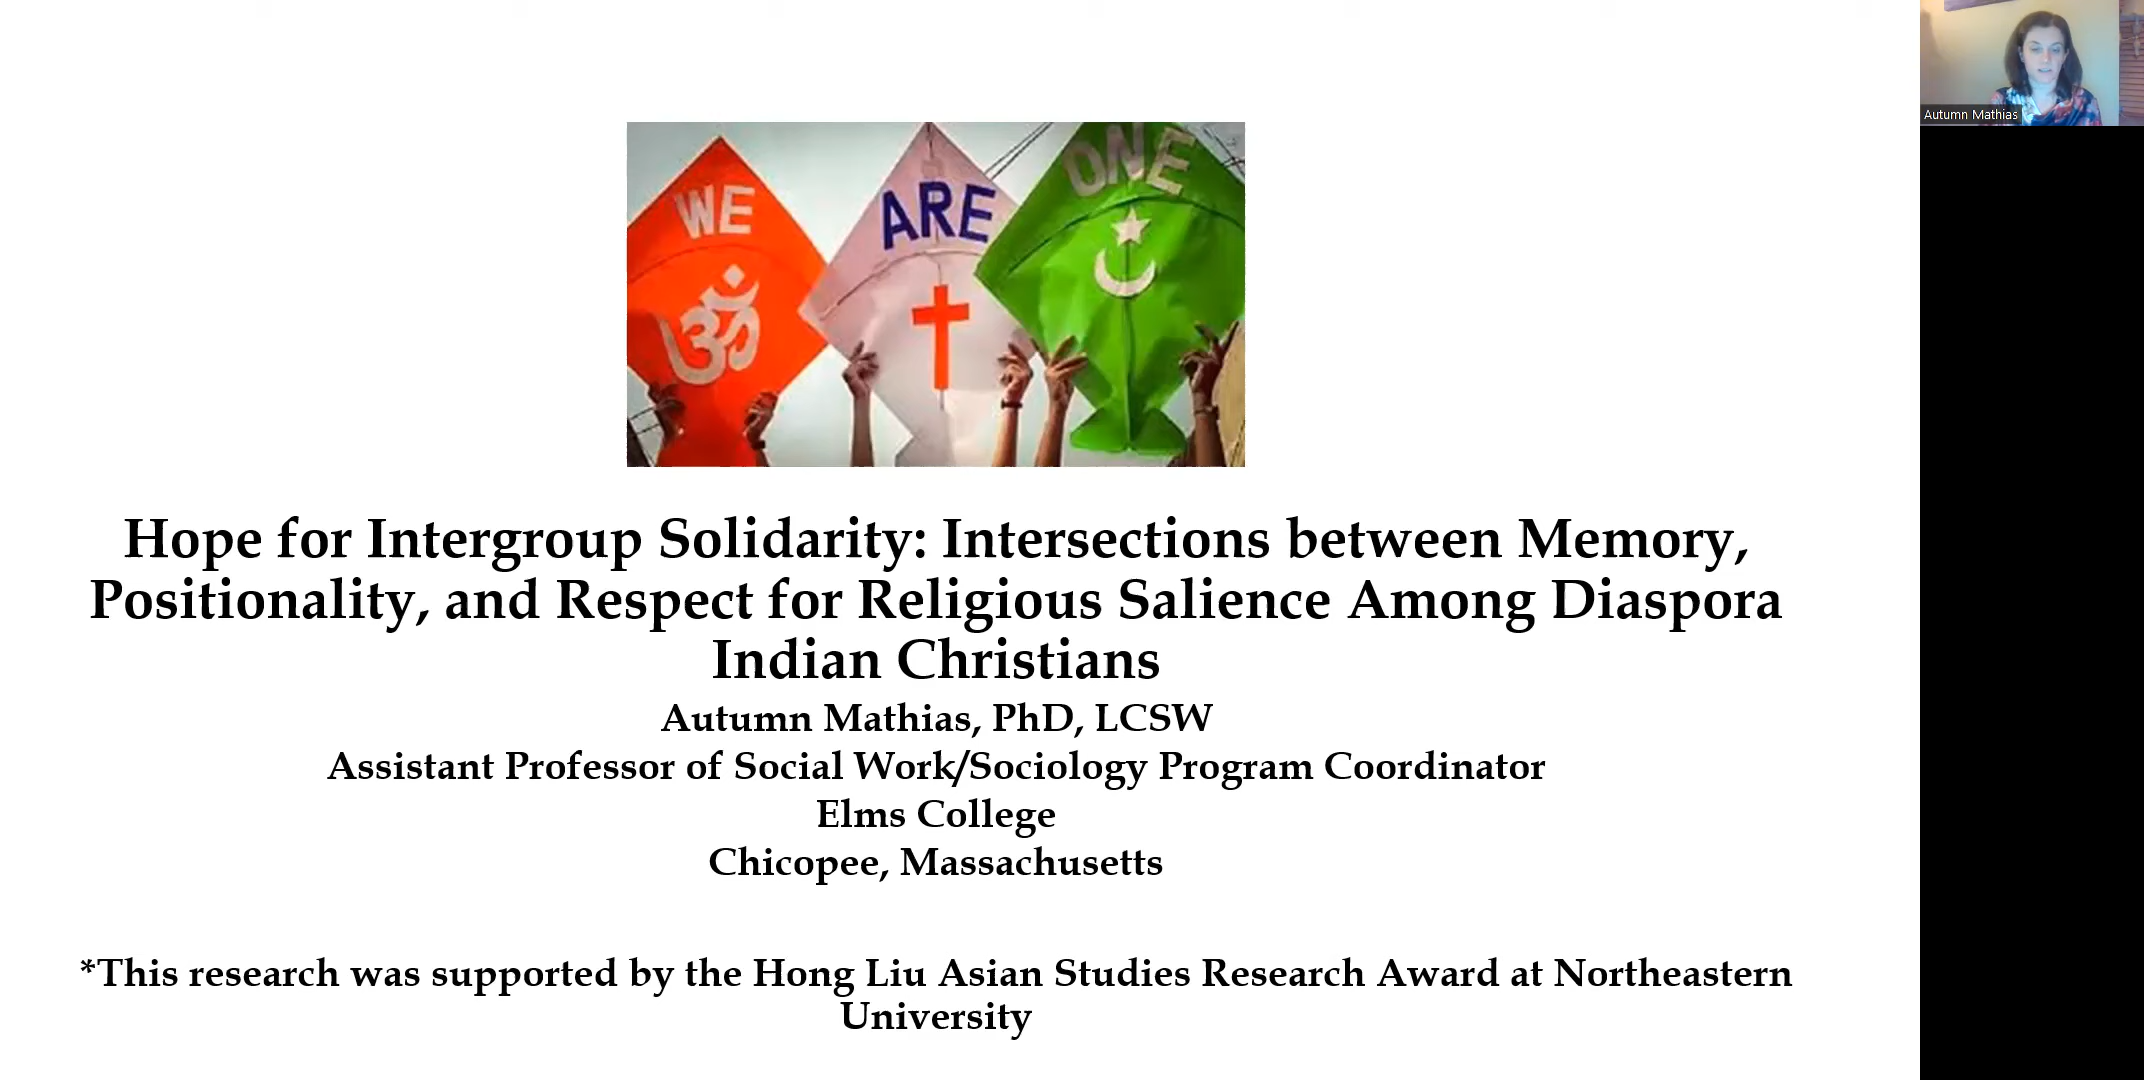 WE
ARE
ONE
Hope for Intergroup Solidarity: Intersections between Memory,
Positionality, and Respect for Religious Salience Among Diaspora
Indian Christians
Autumn Mathias, PhD, LCSW
Assistant Professor of Social Work/Sociology Program Coordinator
Elms College
Chicopee, Massachusetts
*This research was supported by the Hong Liu Asian Studies Research Award at Northeastern
University
Autumn Mathias